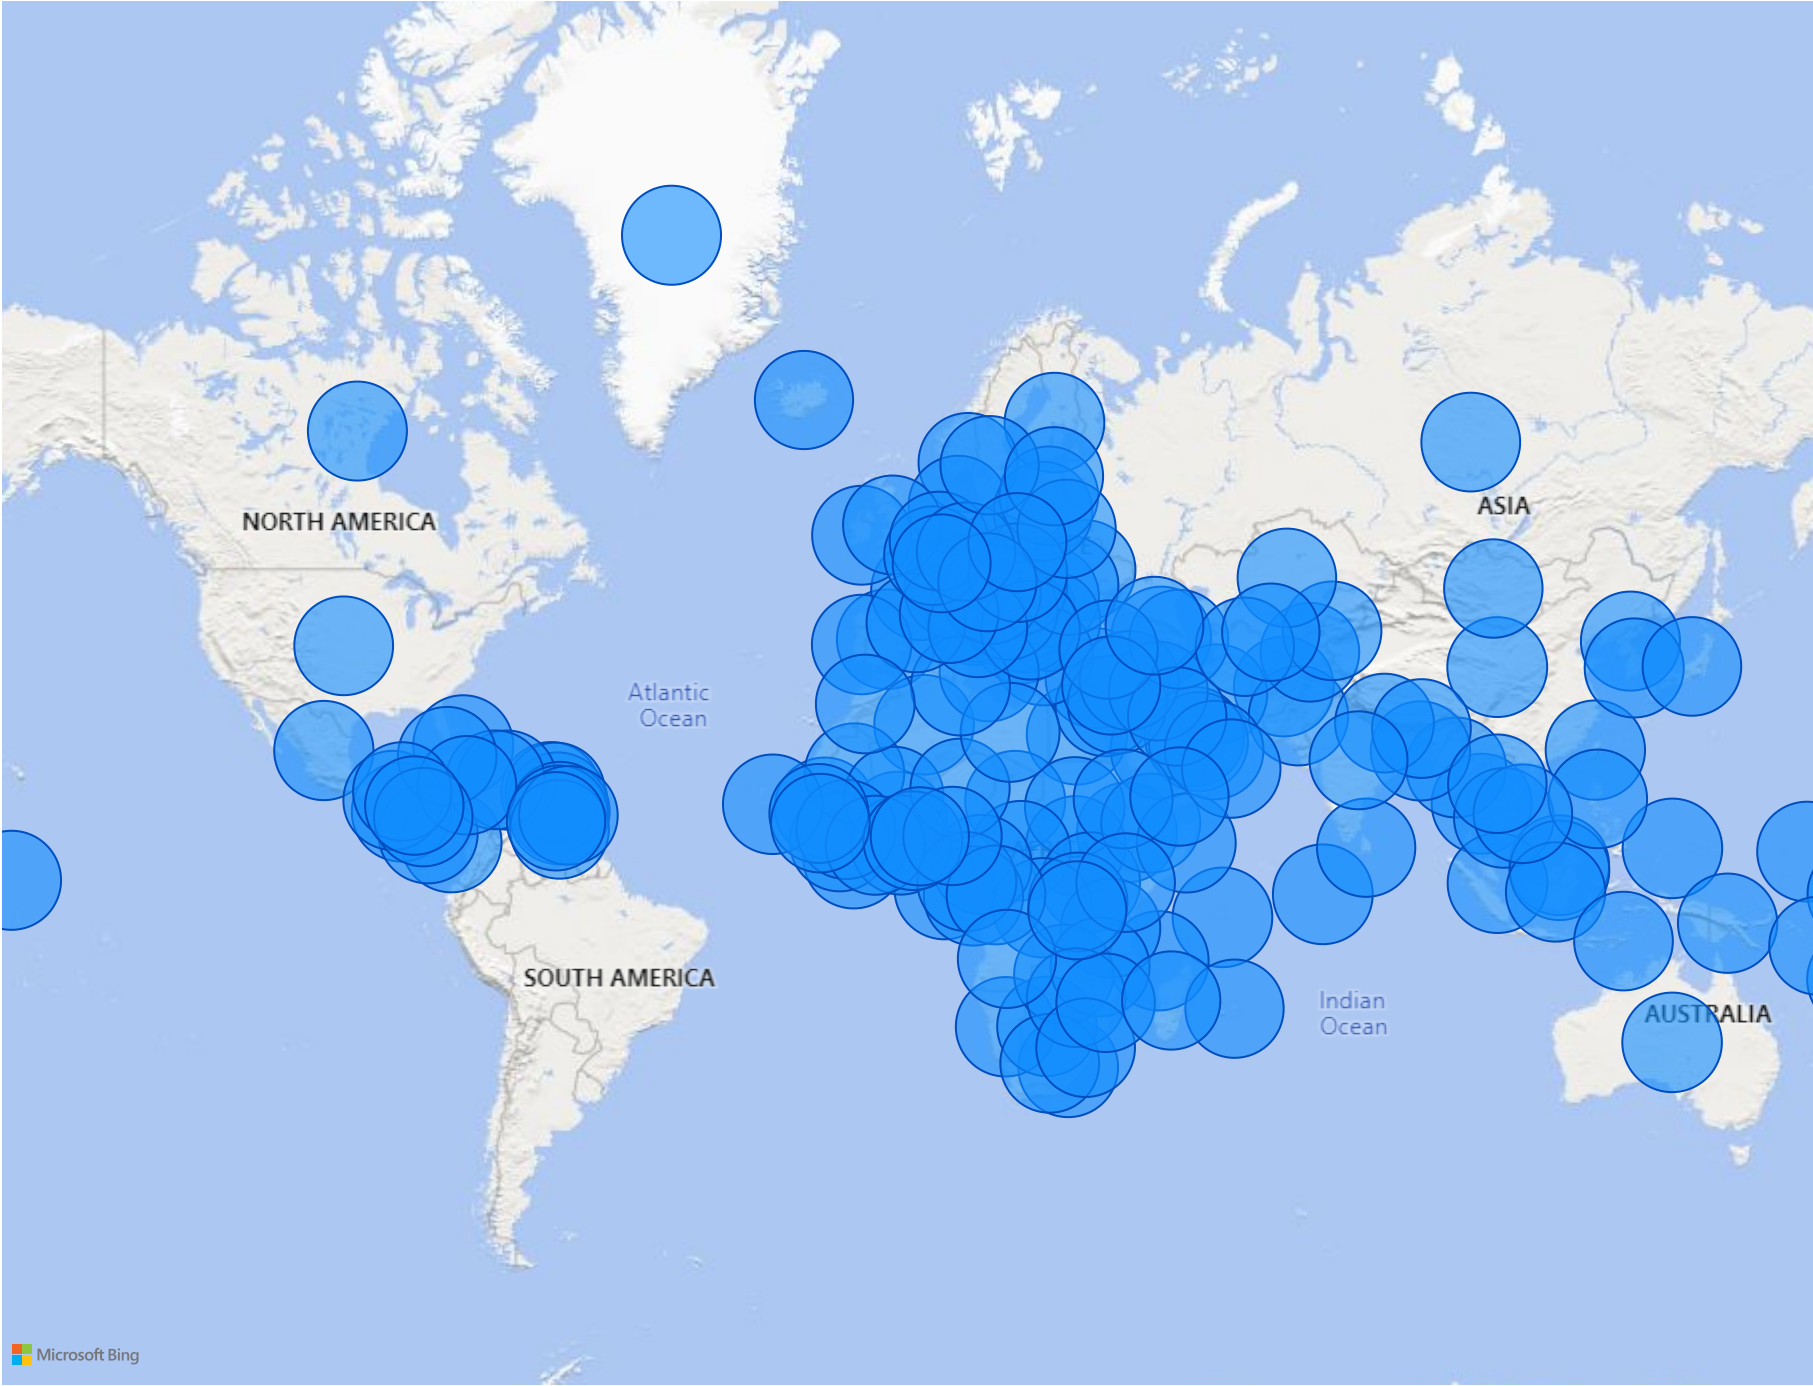 NORTH AMERICA
ASIA
Atlantic
Ocean
SOUTH AMERICA
Indian
Ocean
AUSTRALIA
Microsoft Bing